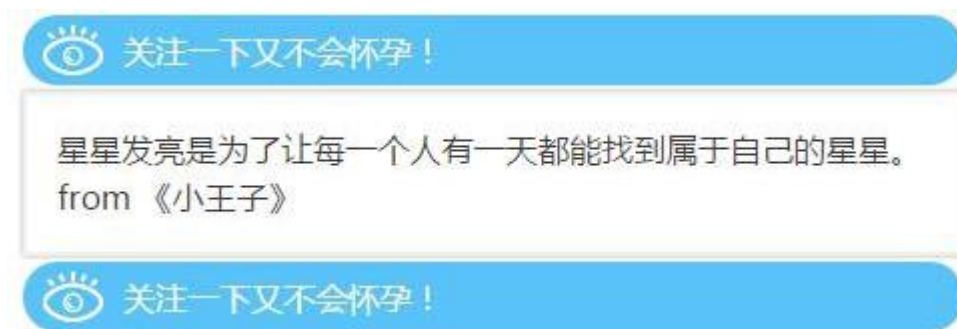 关注一下又不会怀孕！
星星发亮是为了让每一个人有一天都能找到属于自己的星星。
from 《小王子》
关注一下又不会怀孕！